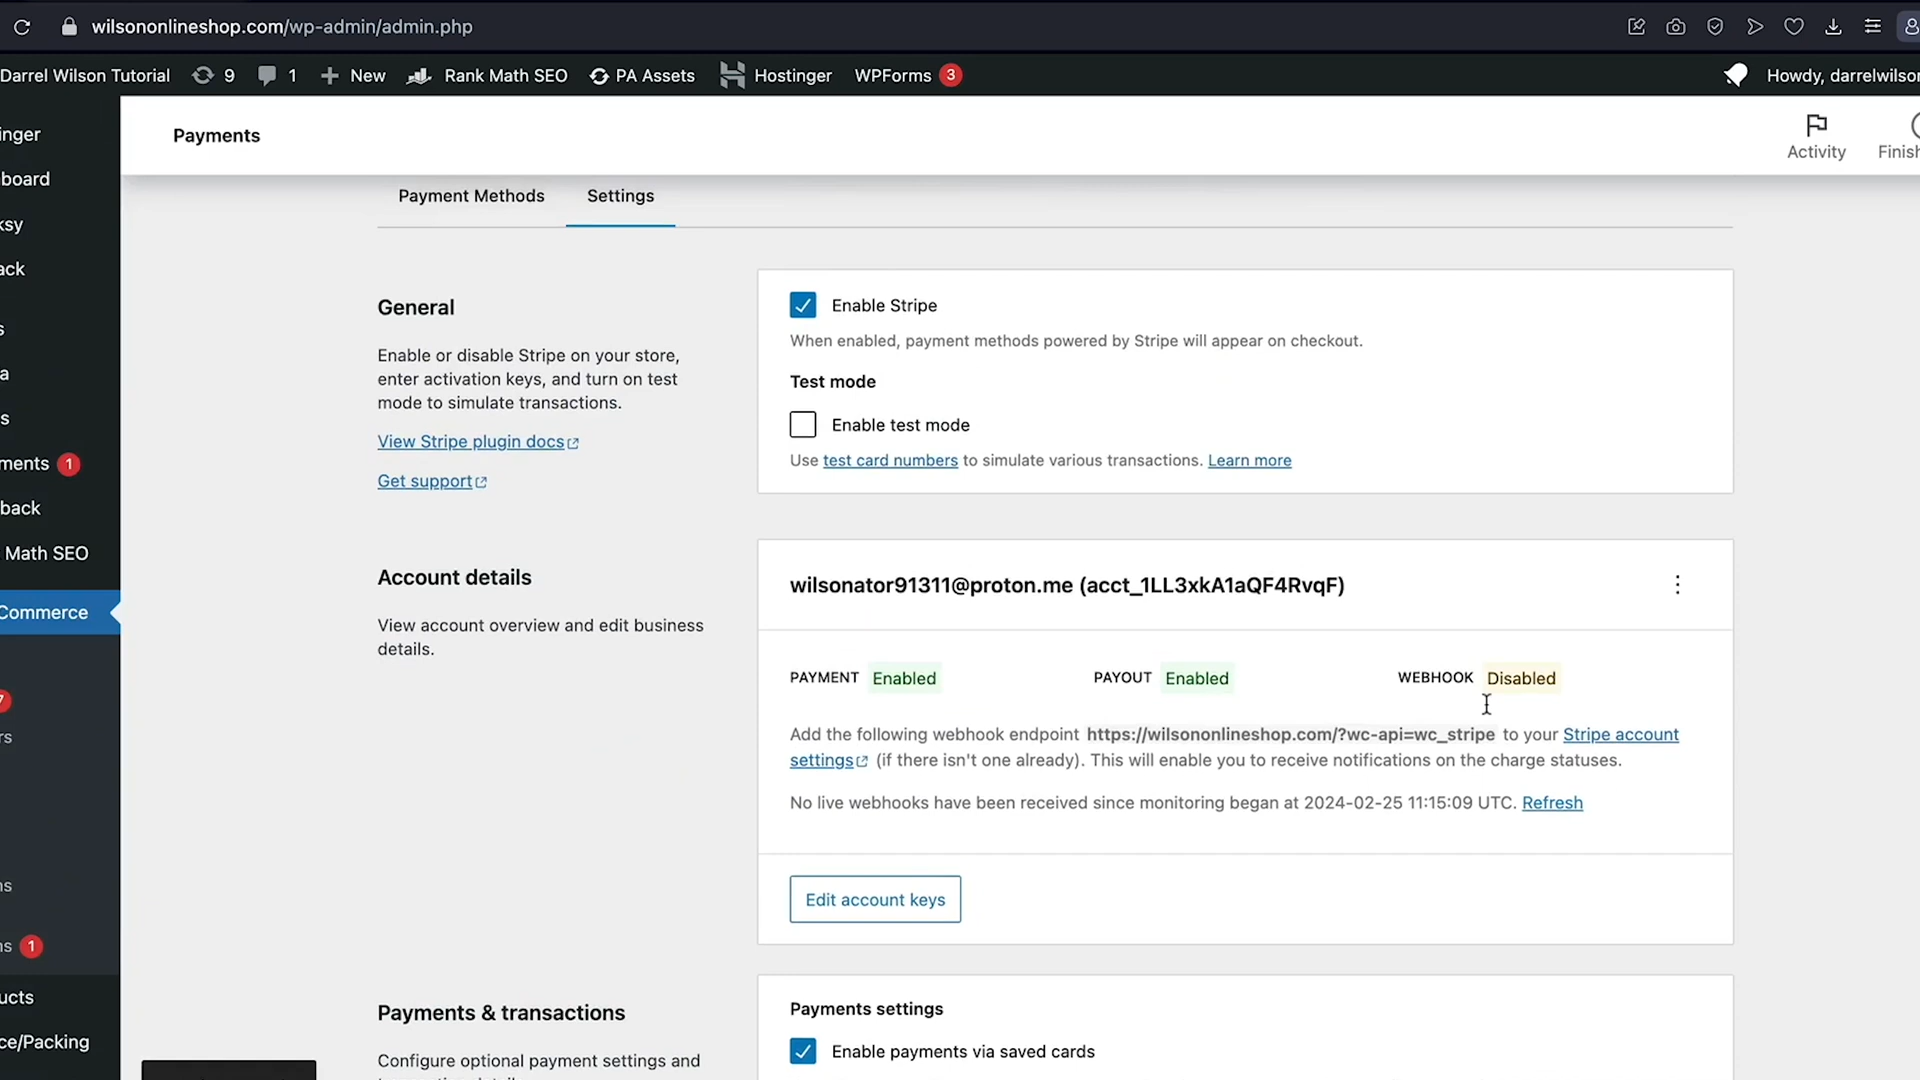 wilsononlineshop.com/wp-admin/admin.php
Darrel Wilson Tutorial 9 1 New Rank Math SEO PA Assets Hostinger WPForms 3 Howdy, darrelwilso
Payments
Activity
Finish
inger
board
ksy
ack
s
a
s
ments 1
back
Math SEO
Commerce
7
rs
ns
ns 1
ucts
ce/Packing
Payment Methods Settings
General
Enable or disable Stripe on your store,
enter activation keys, and turn on test
mode to simulate transactions.
View Stripe plugin docs
Get support
Enable Stripe
When enabled, payment methods powered by Stripe will appear on checkout.
Test mode
Enable test mode
Use test card numbers to simulate various transactions. Learn more
Account details
View account overview and edit business
details.
wilsonator91311@proton.me (acct_1LL3xkA1aQF4RvqF)
PAYMENT Enabled PAYOUT Enabled WEBHOOK Disabled
Add the following webhook endpoint https://wilsononlineshop.com/?wc-api=wc_stripe to your Stripe account
settings (if there isn't one already). This will enable you to receive notifications on the charge statuses.
No live webhooks have been received since monitoring began at 2024-02-25 11:15:09 UTC. Refresh
Edit account keys
Payments & transactions
Configure optional payment settings and
Payments settings
Enable payments via saved cards